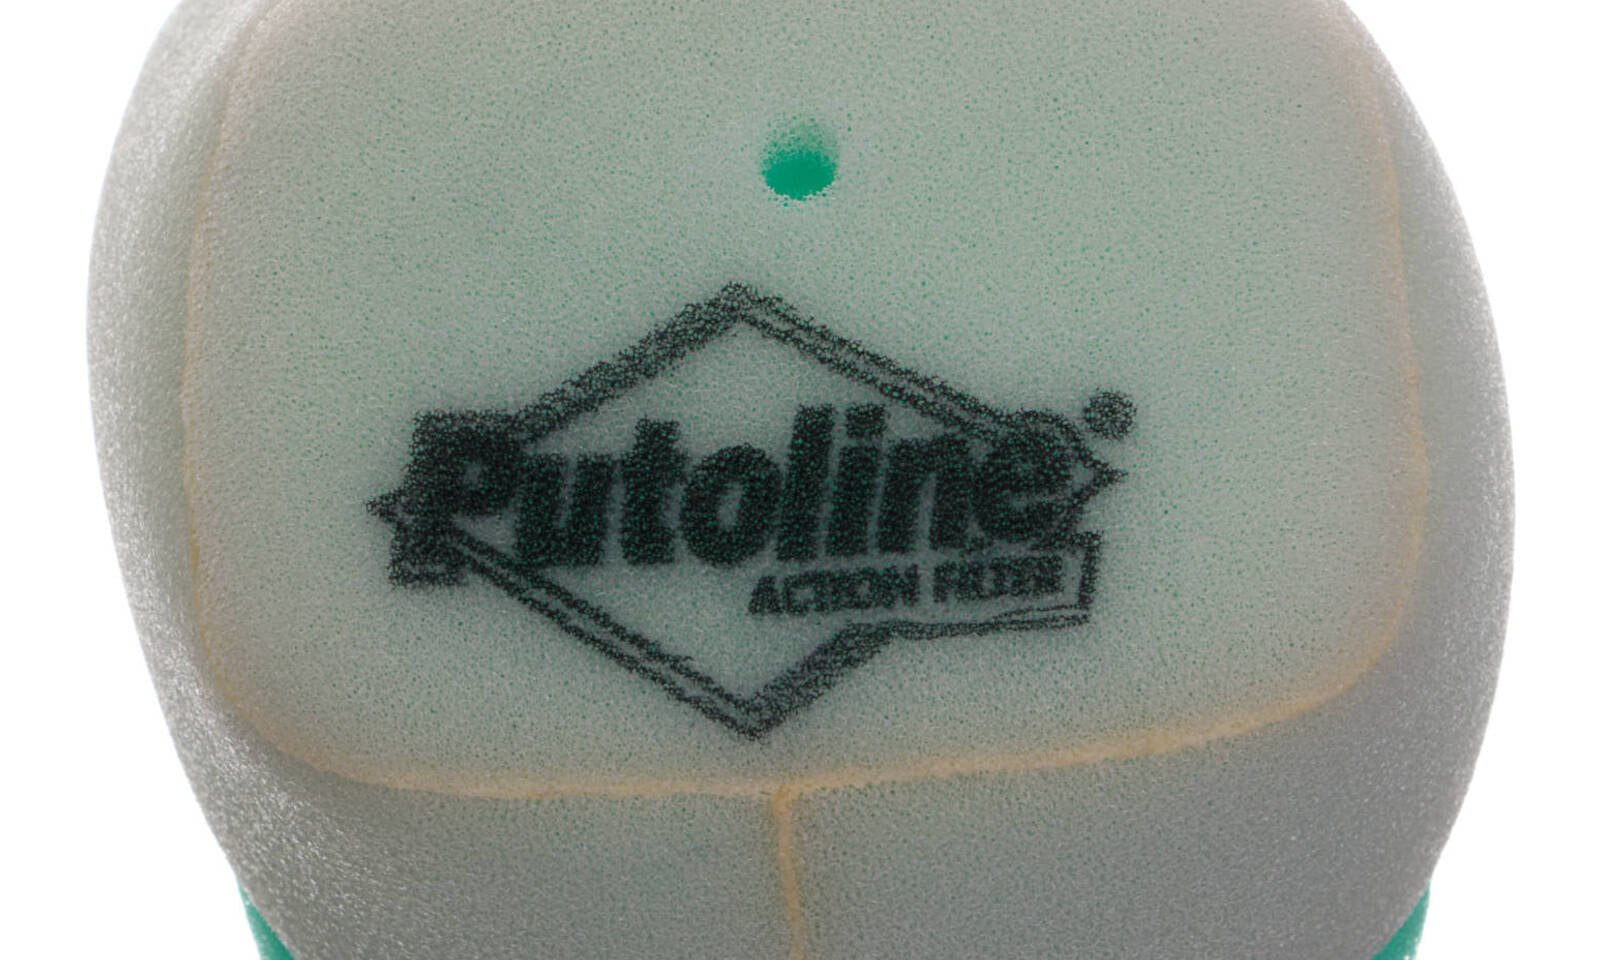 Putoline®
ACTION FILTER